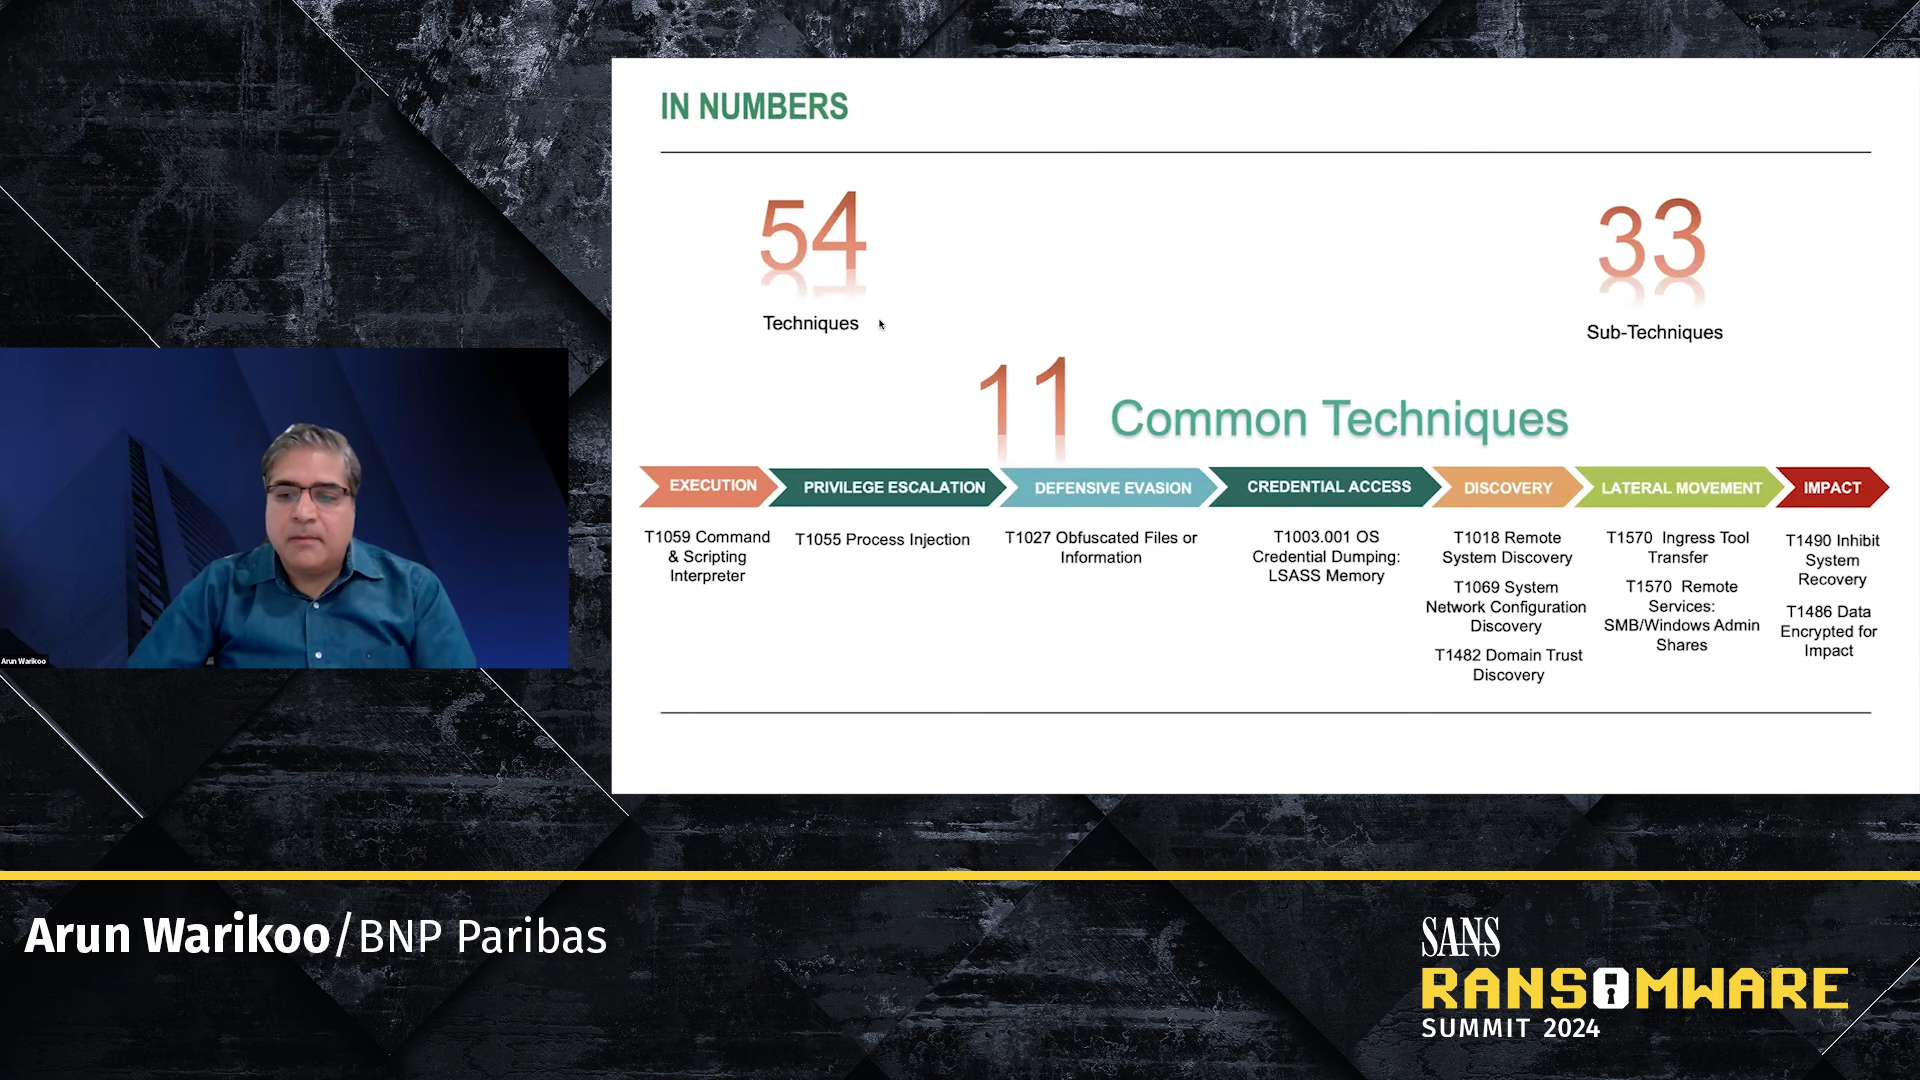 IN NUMBERS
54
Techniques
33
Sub-Techniques
11 Common Techniques
EXECUTION
PRIVILEGE ESCALATION
DEFENSIVE EVASION
CREDENTIAL ACCESS
DISCOVERY
LATERAL MOVEMENT
IMPACT
T1059 Command
& Scripting
Interpreter
T1055 Process Injection
T1027 Obfuscated Files or
Information
T1003.001 OS
Credential Dumping:
LSASS Memory
T1018 Remote
System Discovery
T1069 System
Network Configuration
Discovery
T1482 Domain Trust
Discovery
T1570 Ingress Tool
Transfer
T1570 Remote
Services:
SMB/Windows Admin
Shares
T1490 Inhibit
System
Recovery
T1486 Data
Encrypted for
Impact
Arun Warikoo
Arun Warikoo/BNP Paribas
SANS
RANSOMWARE
SUMMIT 2024